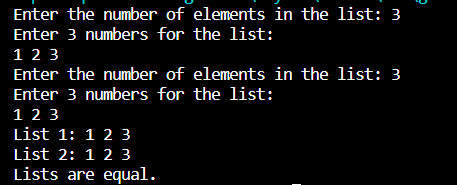 Enter the number of elements in the list: 3
Enter 3 numbers for the list:
1 2 3
Enter the number of elements in the list: 3
Enter 3 numbers for the list:
1 2 3
List 1: 1 2 3
List 2: 1 2 3
Lists are equal.